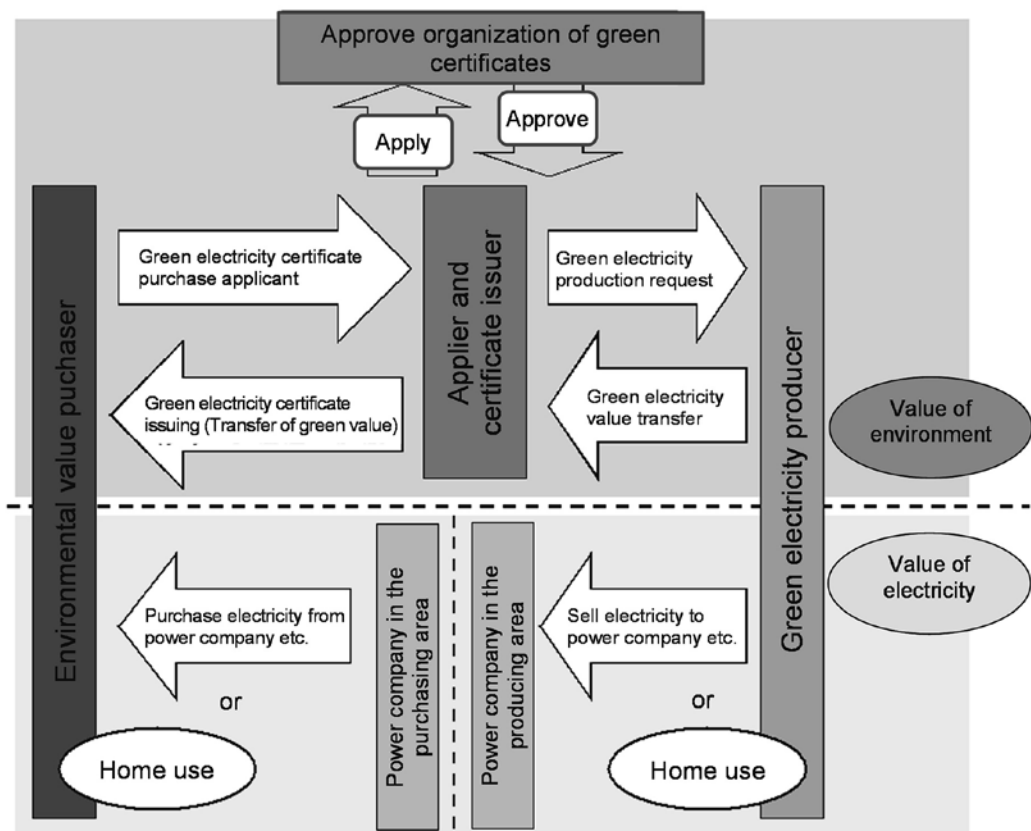 Approve organization of green
certificates
Apply
Approve
Environmental value puchaser
Green electricity certificate
purchase applicant
Applier and
certificate issuer
Green electricity
production request
Green electricity producer
Green electricity certificate
issuing (Transfer of green value)
Green electricity
value transfer
Value of
environment
Purchase electricity from
power company etc.
or
Home use
Power company in the
purchasing area
Power company in the
producing area
Sell electricity to
power company etc.
or
Home use
Value of
electricity